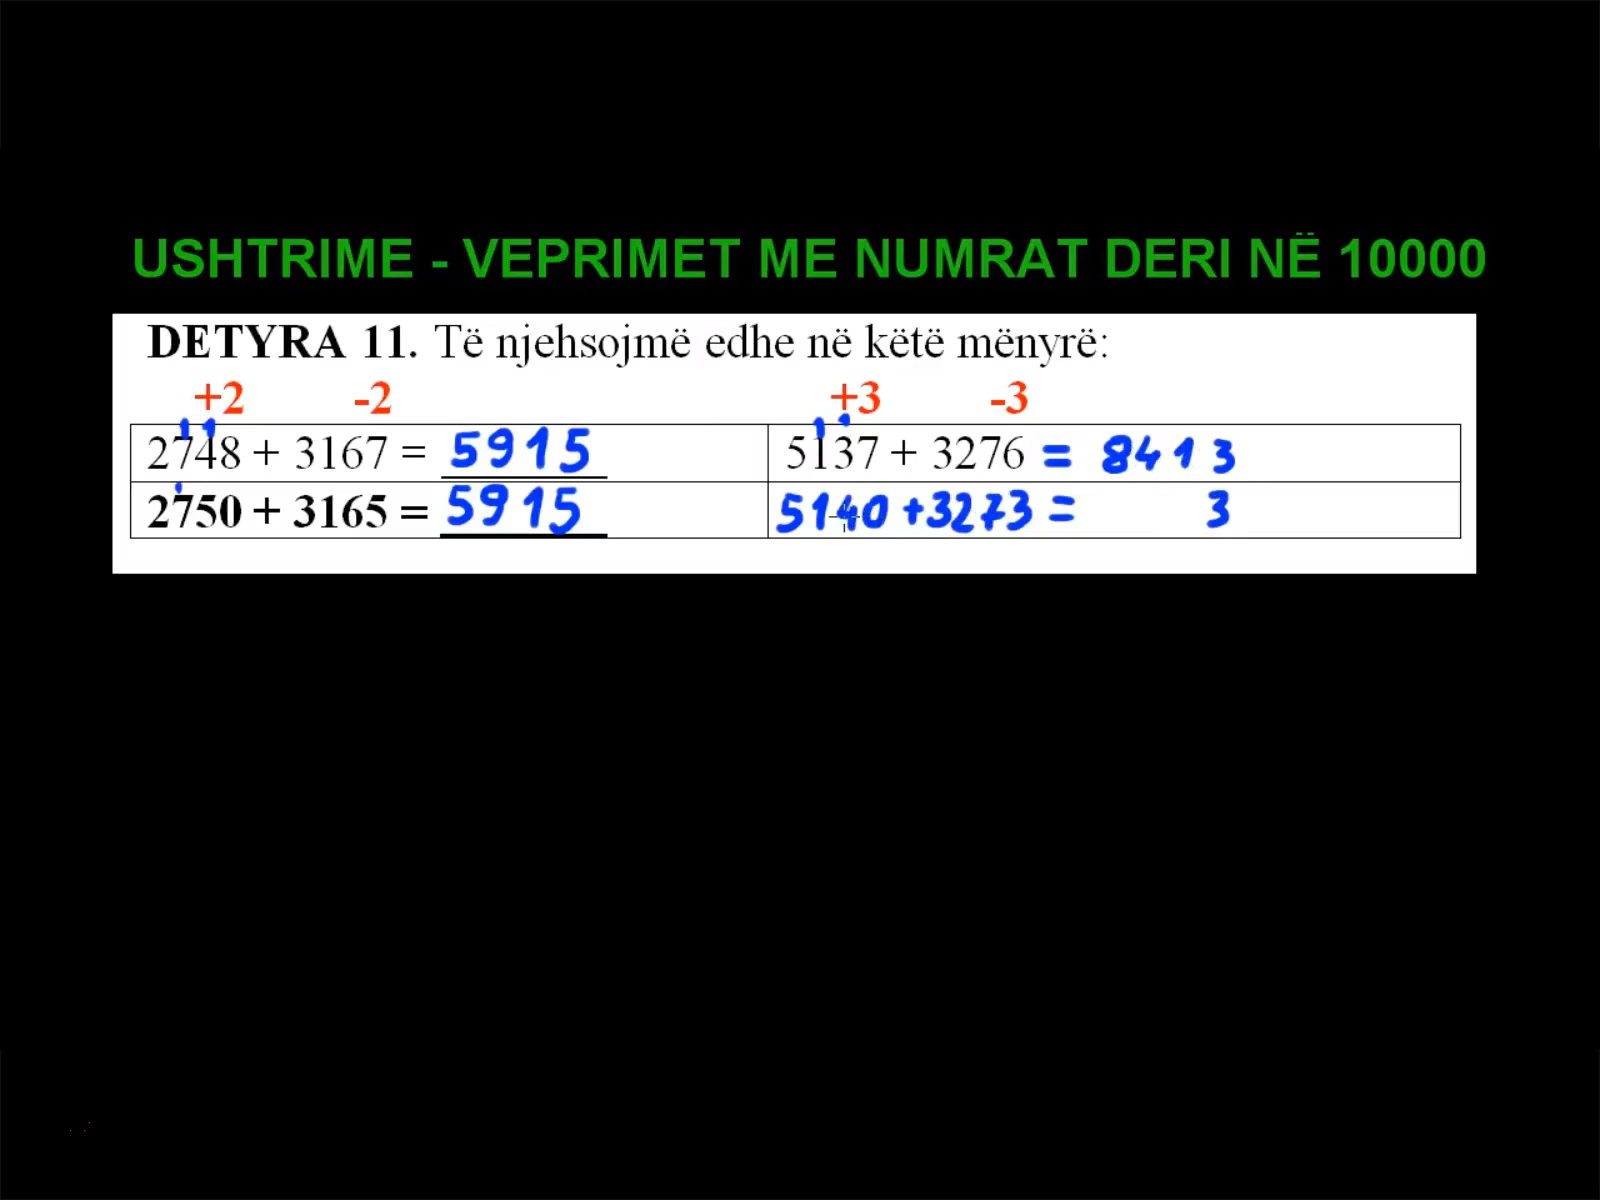 USHTRIME - VEPRIMET ME NUMRAT DERI NË 10000
DETYRA 11. Të njehsojmë edhe në këtë mënyrë:
+2 -2 +3 -3
2748 + 3167 = 5915 5137 + 3276 = 8413
2750 + 3165 = 5915 5140 + 3273 = 3